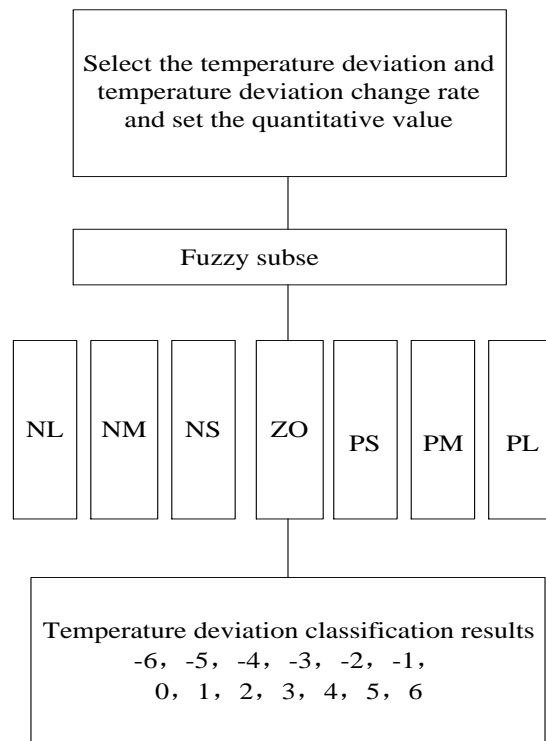 Select the temperature deviation and
temperature deviation change rate
and set the quantitative value
Fuzzy subse
NL NM NS ZO PS PM PL
Temperature deviation classification results
-6，-5，-4，-3，-2，-1，
0，1，2，3，4，5，6